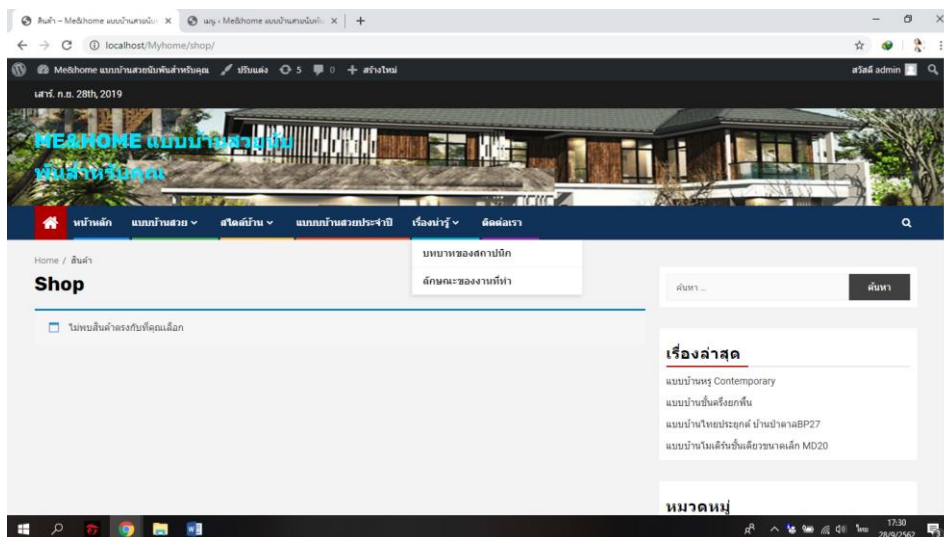 สินค้า – Me&home แบบบ้านสวยนับ
เมนู ‹ Me&home แบบบ้านสวยนับพัน
localhost/Myhome/shop/
Me&home แบบบ้านสวยนับพันสำหรับคุณ ปรับแต่ง 5 0 + สร้างใหม่ สวัสดี admin
เสาร์. ก.ย. 28th, 2019
ME&HOME แบบบ้านสวยนับ
พันสำหรับคุณ
หน้าหลัก แบบบ้านสวย สไตล์บ้าน แบบบ้านสวยประจำปี เรื่องน่ารู้ ติดต่อเรา
บทบาทของสถาปนิก
ลักษณะของงานที่ทำ
Home / สินค้า
Shop
ไม่พบสินค้าตรงกับที่คุณเลือก
ค้นหา ...
ค้นหา
เรื่องล่าสุด
แบบบ้านหรู Contemporary
แบบบ้านชั้นครึ่งยกพื้น
แบบบ้านไทยประยุกต์ บ้านป่าตาลBP27
แบบบ้านโมเดิร์นชั้นเดียวขนาดเล็ก MD20
หมวดหมู่
ไทย
17:30
28/9/2562